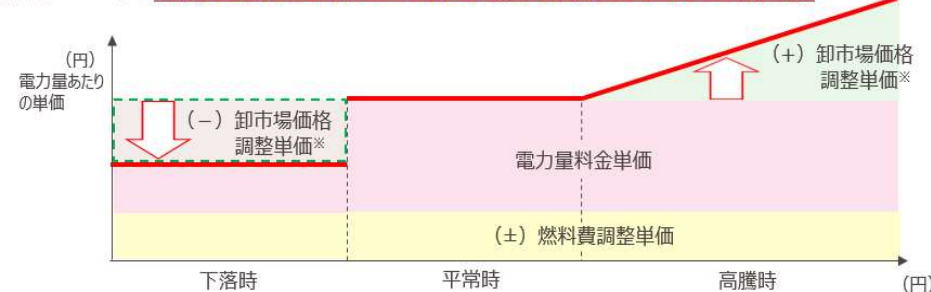 （円）
電力量あたり
の単価
（＋）卸市場価格
調整単価※
（－）卸市場価格
調整単価※
電力量料金単価
（±）燃料費調整単価
下落時
平常時
高騰時
（円）